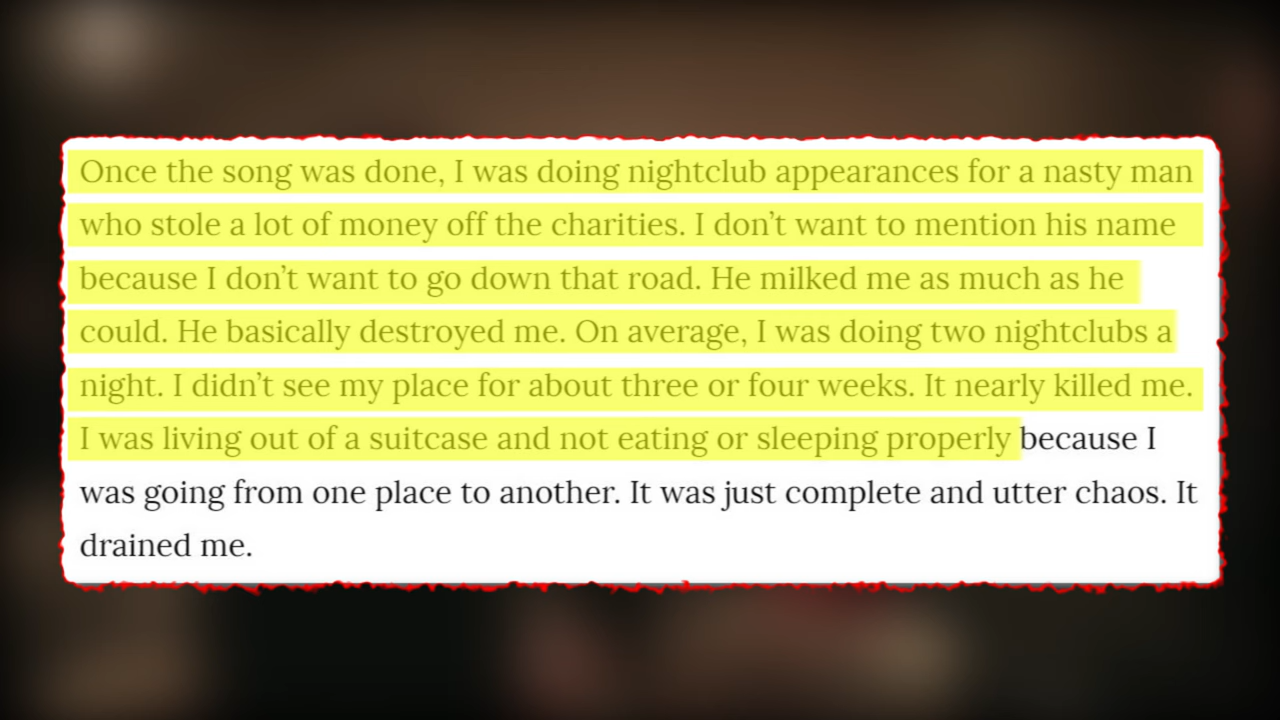 Once the song was done, I was doing nightclub appearances for a nasty man
who stole a lot of money off the charities. I don’t want to mention his name
because I don’t want to go down that road. He milked me as much as he
could. He basically destroyed me. On average, I was doing two nightclubs a
night. I didn’t see my place for about three or four weeks. It nearly killed me.
I was living out of a suitcase and not eating or sleeping properly because I
was going from one place to another. It was just complete and utter chaos. It
drained me.